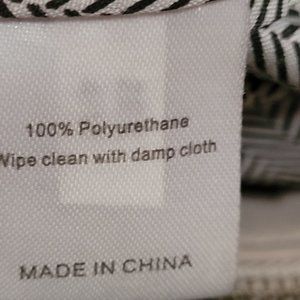 100% Polyurethane
Wipe clean with damp cloth
MADE IN CHINA